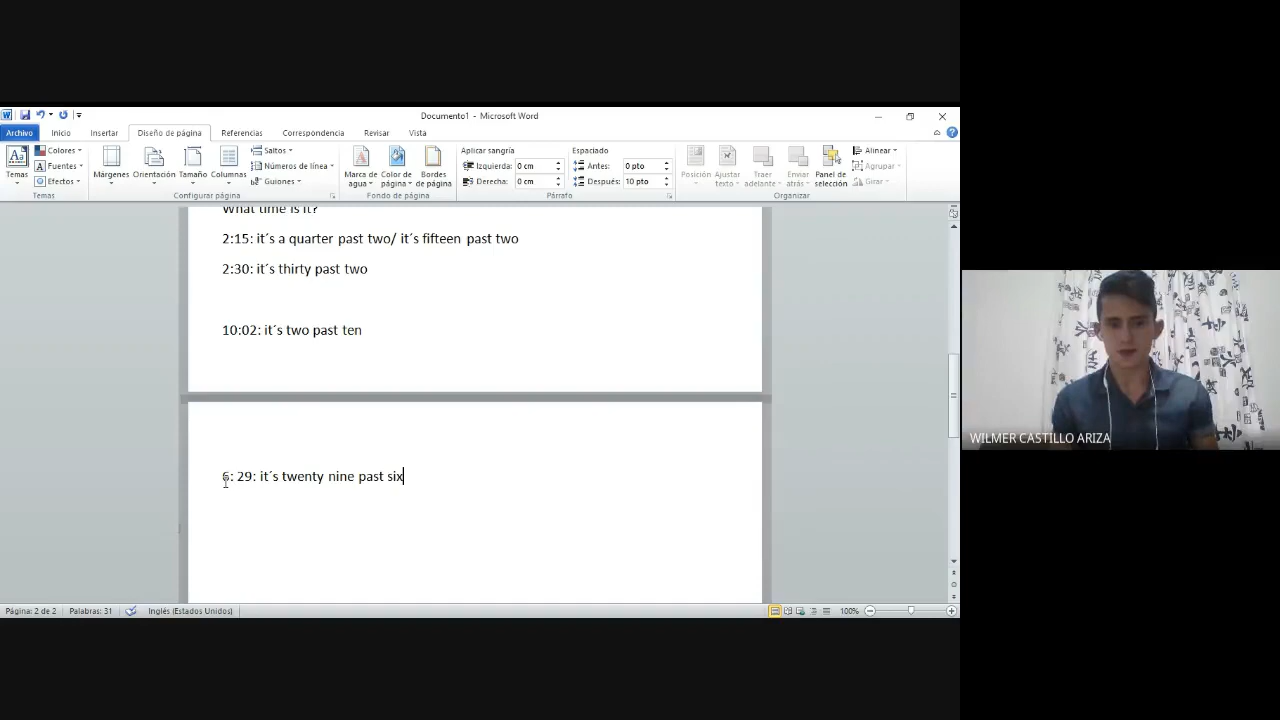 Documento1 - Microsoft Word
Archivo Inicio Insertar Diseño de página Referencias Correspondencia Revisar Vista
Temas Colores Fuentes Efectos
Temas
Márgenes Orientación Tamaño Columnas Saltos Números de línea Guiones
Configurar página
Marca de agua Color de página Bordes de página
Fondo de página
Aplicar sangría Espaciado
Izquierda: 0 cm Antes: 0 pto
Derecha: 0 cm Después: 10 pto
Párrafo
Posición Ajustar texto Traer adelante Enviar atrás Panel de selección Alinear Agrupar Girar
Organizar
What time is it?
2:15: it´s a quarter past two/ it´s fifteen past two
2:30: it´s thirty past two
10:02: it´s two past ten
6: 29: it´s twenty nine past six
Página: 2 de 2 Palabras: 31 Inglés (Estados Unidos) 100%
WILMER CASTILLO ARIZA